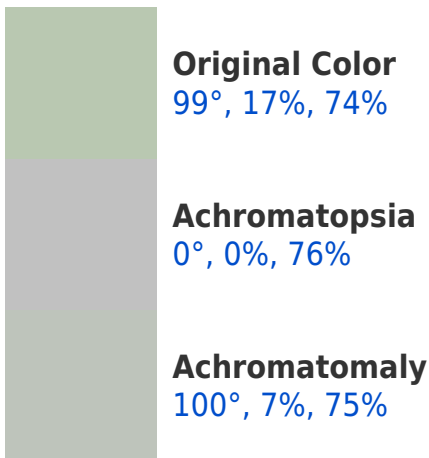 Original Color
99°, 17%, 74%
Achromatopsia
0°, 0%, 76%
Achromatomaly
100°, 7%, 75%